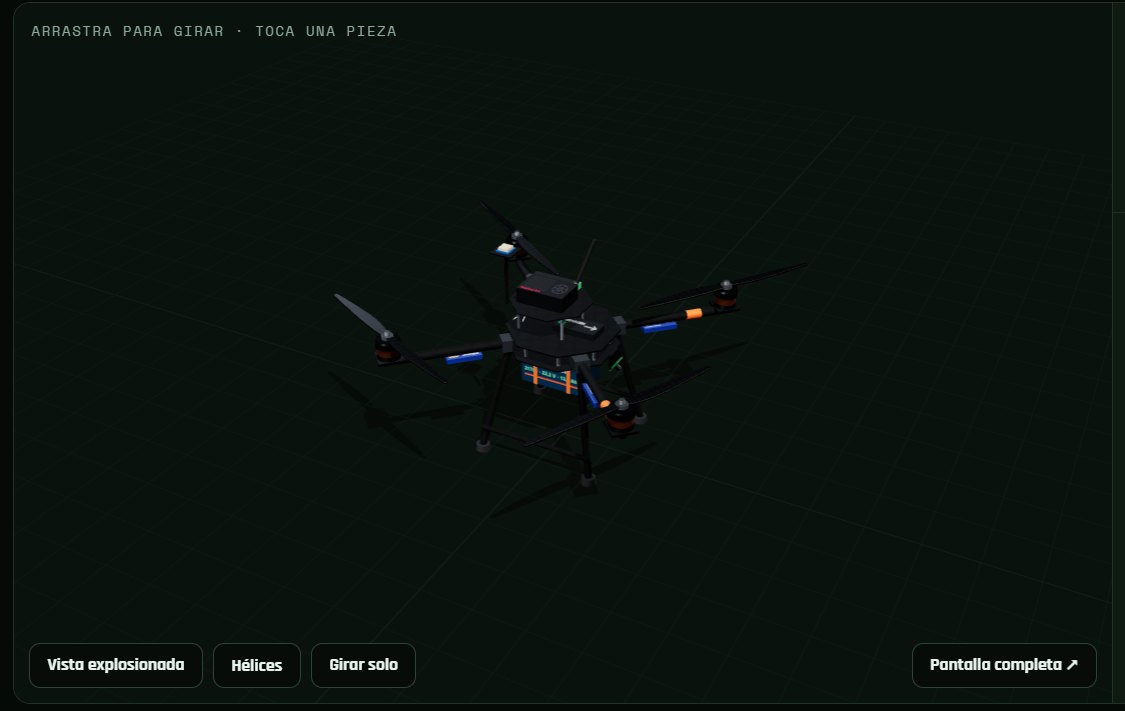 ARRASTRA PARA GIRAR · TOCA UNA PIEZA
Vista explosionada
Hélices
Girar solo
Pantalla completa ↗